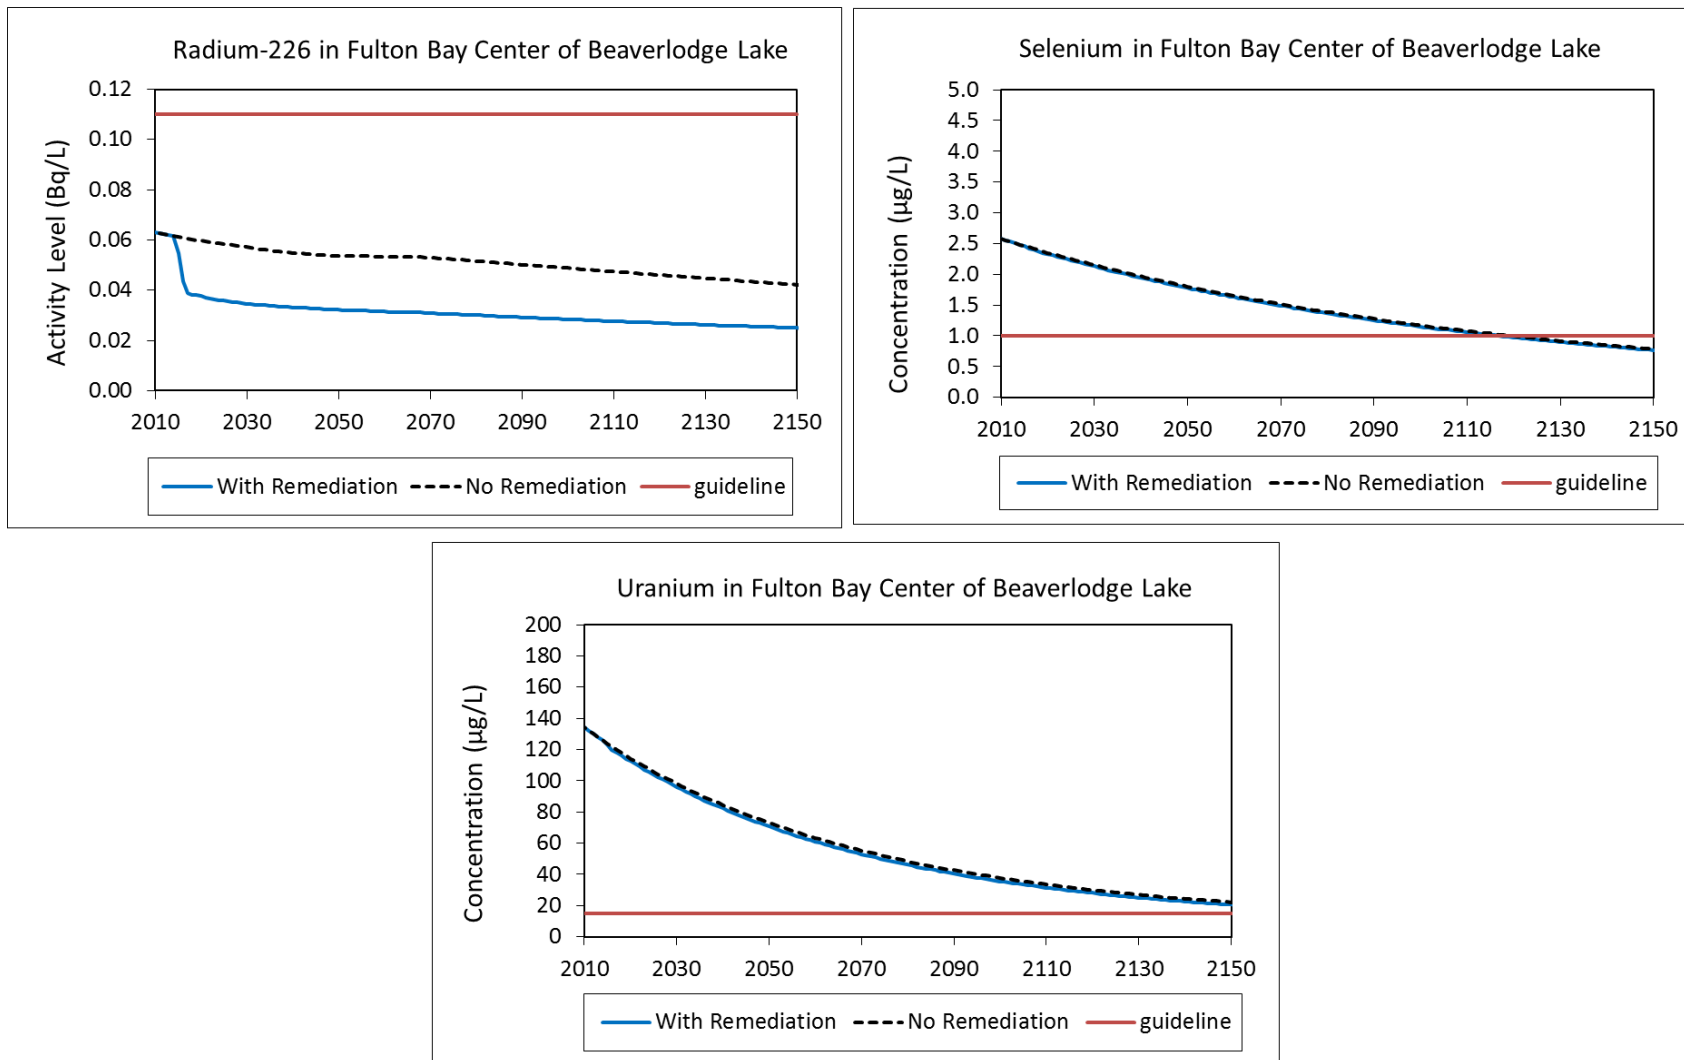 Radium-226 in Fulton Bay Center of Beaverlodge Lake
Activity Level (Bq/L)
0.12
0.10
0.08
0.06
0.04
0.02
0.00
2010 2030 2050 2070 2090 2110 2130 2150
With Remediation No Remediation guideline
Selenium in Fulton Bay Center of Beaverlodge Lake
Concentration (µg/L)
5.0
4.5
4.0
3.5
3.0
2.5
2.0
1.5
1.0
0.5
0.0
2010 2030 2050 2070 2090 2110 2130 2150
With Remediation No Remediation guideline
Uranium in Fulton Bay Center of Beaverlodge Lake
Concentration (µg/L)
200
180
160
140
120
100
80
60
40
20
0
2010 2030 2050 2070 2090 2110 2130 2150
With Remediation No Remediation guideline